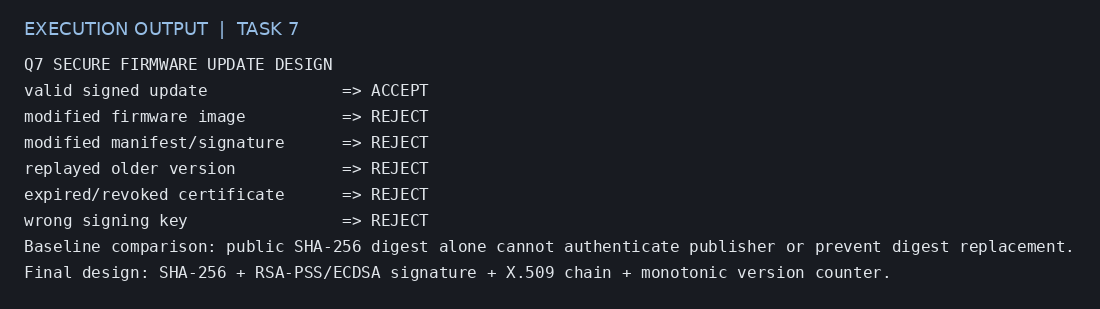 EXECUTION OUTPUT | TASK 7
Q7 SECURE FIRMWARE UPDATE DESIGN
valid signed update => ACCEPT
modified firmware image => REJECT
modified manifest/signature => REJECT
replayed older version => REJECT
expired/revoked certificate => REJECT
wrong signing key => REJECT
Baseline comparison: public SHA-256 digest alone cannot authenticate publisher or prevent digest replacement.
Final design: SHA-256 + RSA-PSS/ECDSA signature + X.509 chain + monotonic version counter.